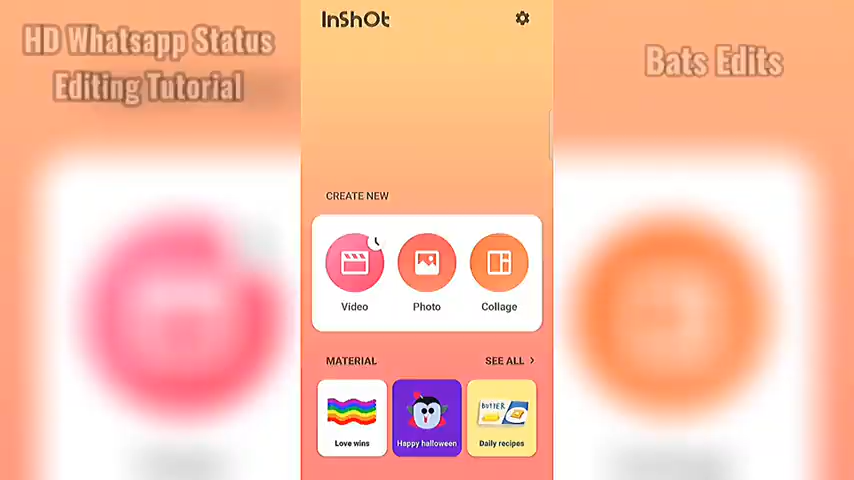 HD Whatsapp Status
Editing Tutorial
Bats Edits
InShOt
CREATE NEW
Video
Photo
Collage
MATERIAL
SEE ALL >
Love wins
Happy halloween
BUTTER
Daily recipes